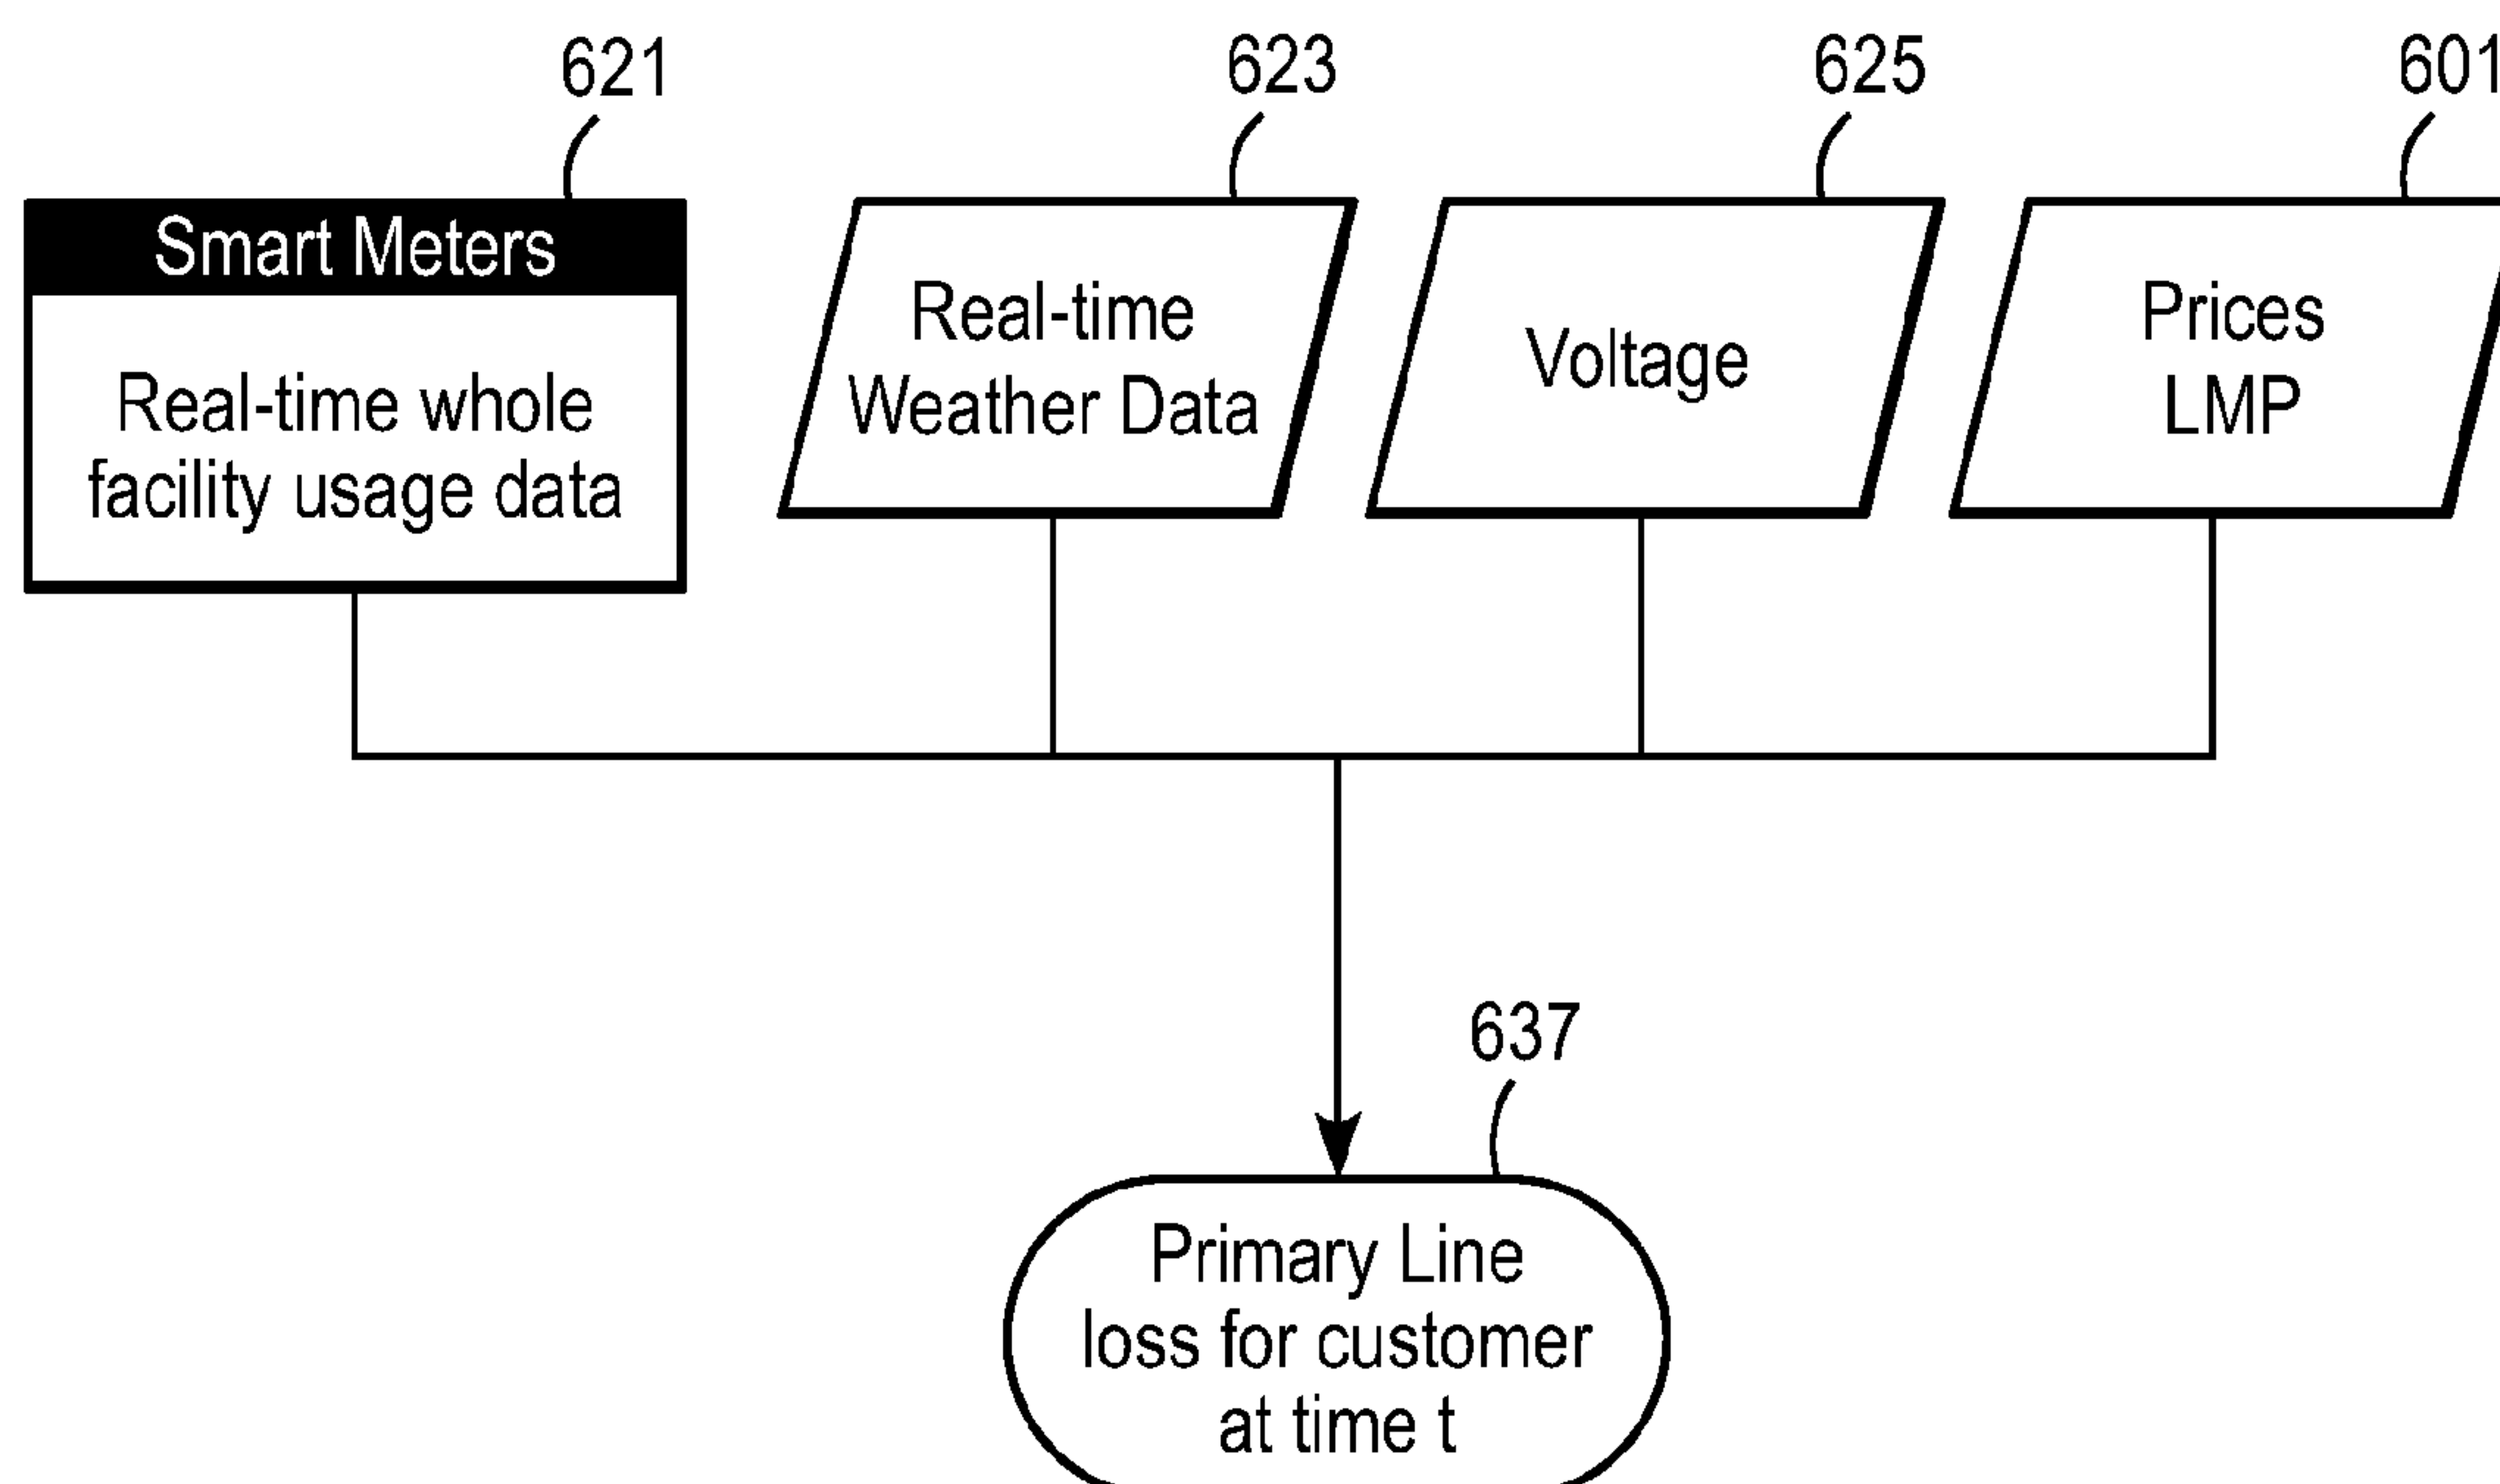 621
623
625
601
Smart Meters
Real-time whole
facility usage data
Real-time
Weather Data
Voltage
Prices
LMP
637
Primary Line
loss for customer
at time t